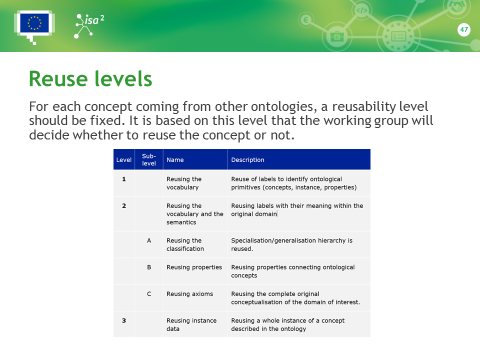 isa²
47
Reuse levels
For each concept coming from other ontologies, a reusability level
should be fixed. It is based on this level that the working group will
decide whether to reuse the concept or not.
Level Sub-level Name Description
1 Reusing the vocabulary Reuse of labels to identify ontological primitives (concepts, instance, properties)
2 Reusing the vocabulary and the semantics Reusing labels with their meaning within the original domain
A Reusing the classification Specialisation/generalisation hierarchy is reused.
B Reusing properties Reusing properties connecting ontological concepts
C Reusing axioms Reusing the complete original conceptualisation of the domain of interest.
3 Reusing instance data Reusing a whole instance of a concept described in the ontology